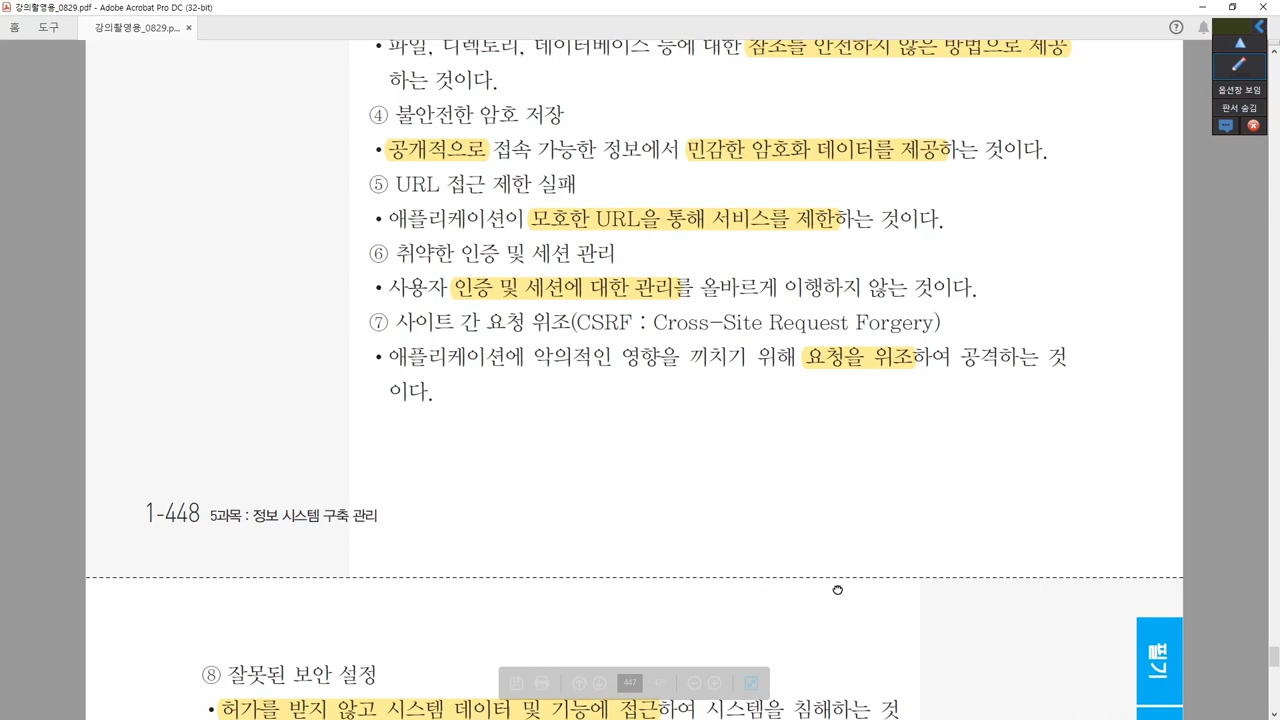 강의촬영용_0829.pdf - Adobe Acrobat Pro DC (32-bit)
홈 도구 강의촬영용_0829.p... ×
• 파일, 디렉토리, 데이터베이스 등에 대한 참조를 안전하지 않은 방법으로 제공
하는 것이다.
④ 불안전한 암호 저장
• 공개적으로 접속 가능한 정보에서 민감한 암호화 데이터를 제공하는 것이다.
⑤ URL 접근 제한 실패
• 애플리케이션이 모호한 URL을 통해 서비스를 제한하는 것이다.
⑥ 취약한 인증 및 세션 관리
• 사용자 인증 및 세션에 대한 관리를 올바르게 이행하지 않는 것이다.
⑦ 사이트 간 요청 위조(CSRF : Cross-Site Request Forgery)
• 애플리케이션에 악의적인 영향을 끼치기 위해 요청을 위조하여 공격하는 것
이다.
1-448 5과목 : 정보 시스템 구축 관리
⑧ 잘못된 보안 설정
• 허가를 받지 않고 시스템 데이터 및 기능에 접근하여 시스템을 침해하는 것
필기
447
옵션창 보임
판서 숨김